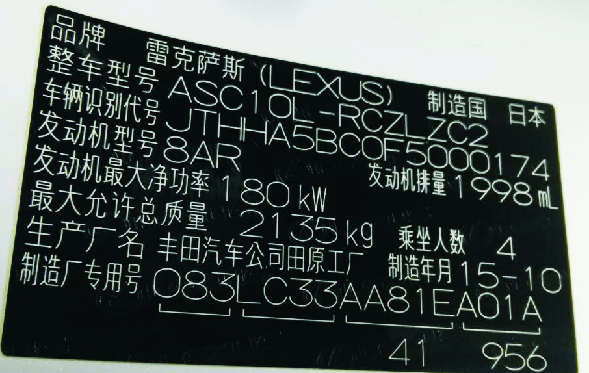 品牌 雷克萨斯 (LEXUS) 制造国 日本
整车型号 ASC10L-RCZLZC2
车辆识别代号 JTHHA5BC0F5000174
发动机型号 8AR 发动机排量 1998 mL
发动机最大净功率 180 kW
最大允许总质量 2135 kg 乘坐人数 4
生产厂名 丰田汽车公司田原工厂 制造年月 15-10
制造厂专用号 083LC33AA81EA01A
41 956